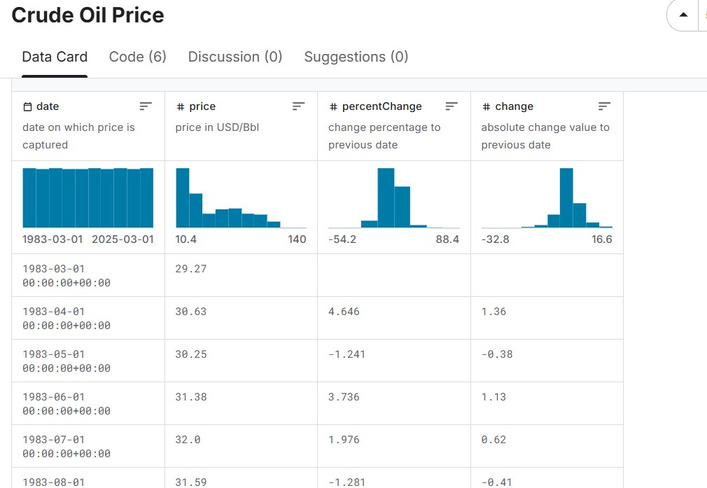 Crude Oil Price
Data Card Code (6) Discussion (0) Suggestions (0)
date # price # percentChange # change
date on which price is captured price in USD/Bbl change percentage to previous date absolute change value to previous date
1983-03-01 2025-03-01 10.4 140 -54.2 88.4 -32.8 16.6
1983-03-01 00:00:00+00:00 29.27
1983-04-01 00:00:00+00:00 30.63 4.646 1.36
1983-05-01 00:00:00+00:00 30.25 -1.241 -0.38
1983-06-01 00:00:00+00:00 31.38 3.736 1.13
1983-07-01 00:00:00+00:00 32.0 1.976 0.62
1983-08-01 31.59 -1.281 -0.41